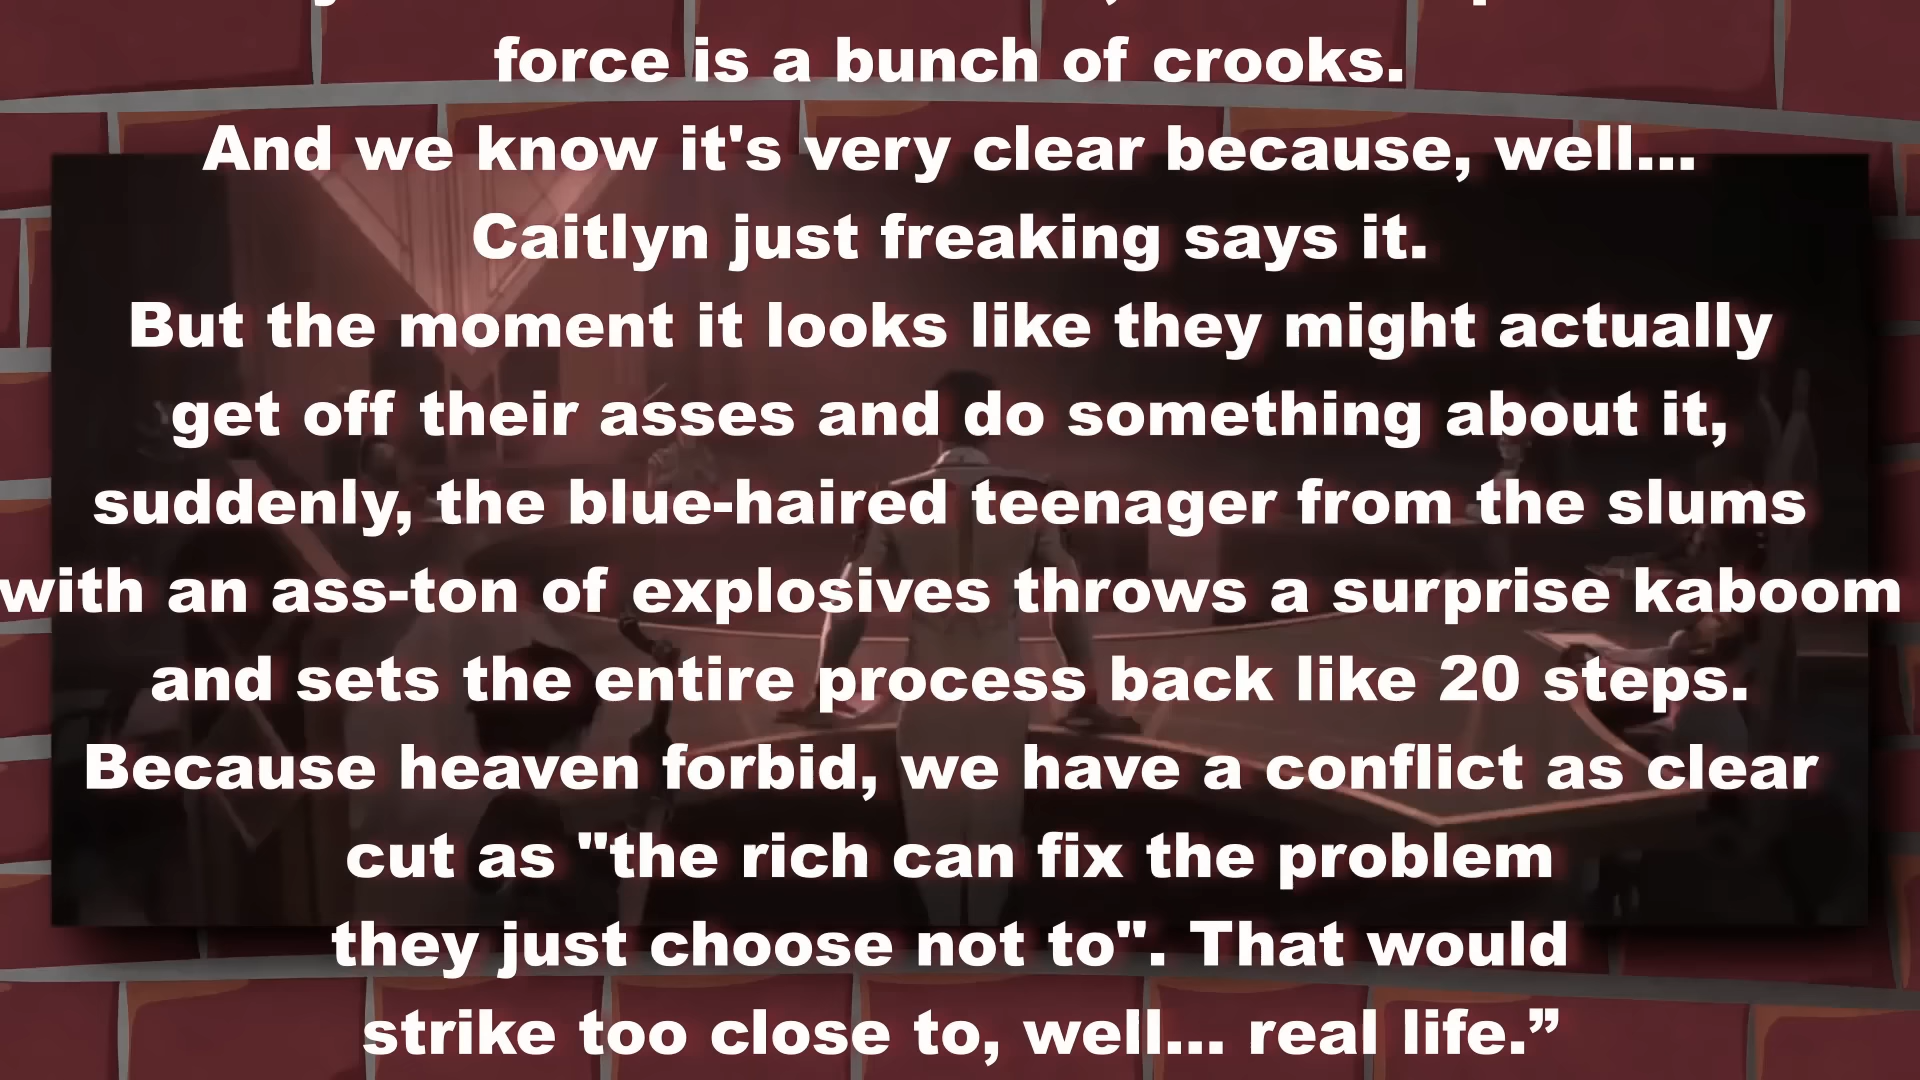 force is a bunch of crooks.
And we know it's very clear because, well...
Caitlyn just freaking says it.
But the moment it looks like they might actually
get off their asses and do something about it,
suddenly, the blue-haired teenager from the slums
with an ass-ton of explosives throws a surprise kaboom
and sets the entire process back like 20 steps.
Because heaven forbid, we have a conflict as clear
cut as "the rich can fix the problem
they just choose not to". That would
strike too close to, well... real life.”